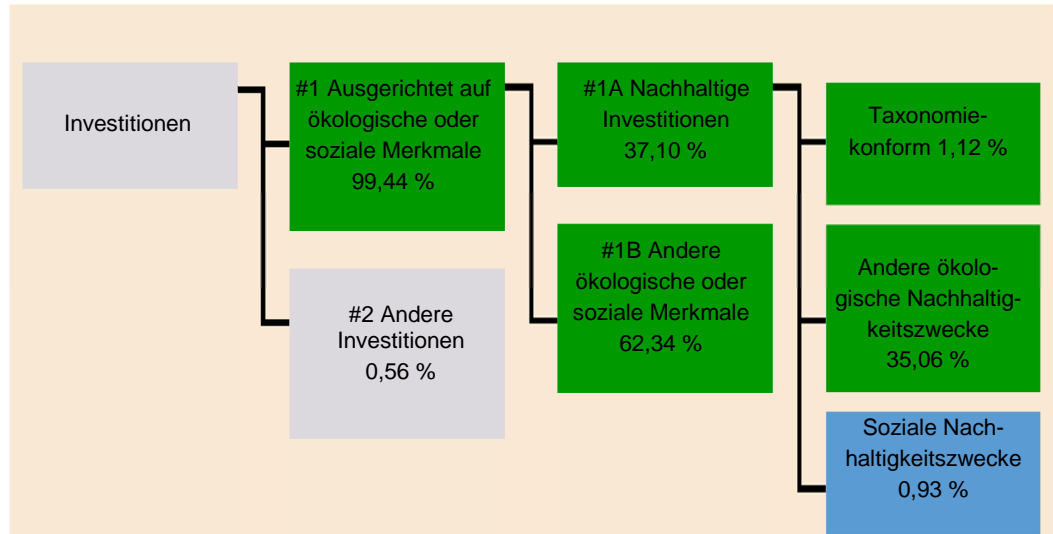 Investitionen
#1 Ausgerichtet auf
ökologische oder
soziale Merkmale
99,44 %
#2 Andere
Investitionen
0,56 %
#1A Nachhaltige
Investitionen
37,10 %
#1B Andere
ökologische oder
soziale Merkmale
62,34 %
Taxonomie-
konform 1,12 %
Andere ökolo-
gische Nachhaltig-
keitszwecke
35,06 %
Soziale Nach-
haltigkeitszwecke
0,93 %